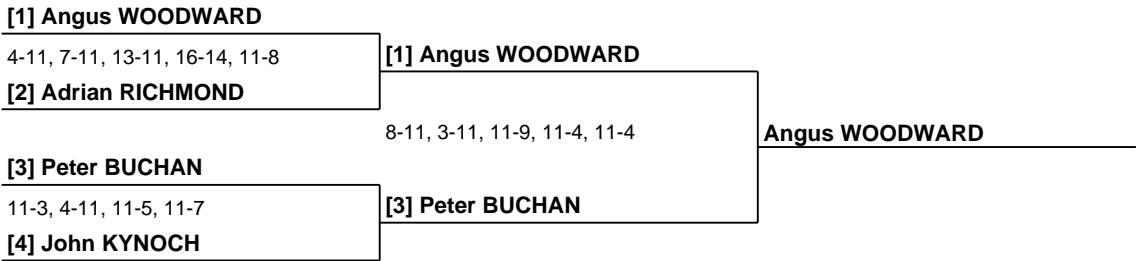 [1] Angus WOODWARD
4-11, 7-11, 13-11, 16-14, 11-8
[1] Angus WOODWARD
[2] Adrian RICHMOND
8-11, 3-11, 11-9, 11-4, 11-4
Angus WOODWARD
[3] Peter BUCHAN
11-3, 4-11, 11-5, 11-7
[3] Peter BUCHAN
[4] John KYNOCH